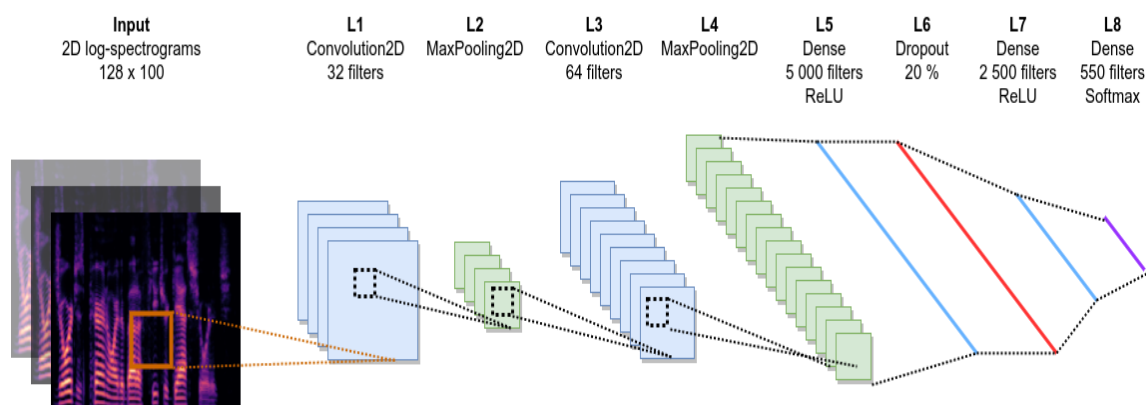 Input
2D log-spectrograms
128 x 100
L1
Convolution2D
32 filters
L2
MaxPooling2D
L3
Convolution2D
64 filters
L4
MaxPooling2D
L5
Dense
5 000 filters
ReLU
L6
Dropout
20 %
L7
Dense
2 500 filters
ReLU
L8
Dense
550 filters
Softmax